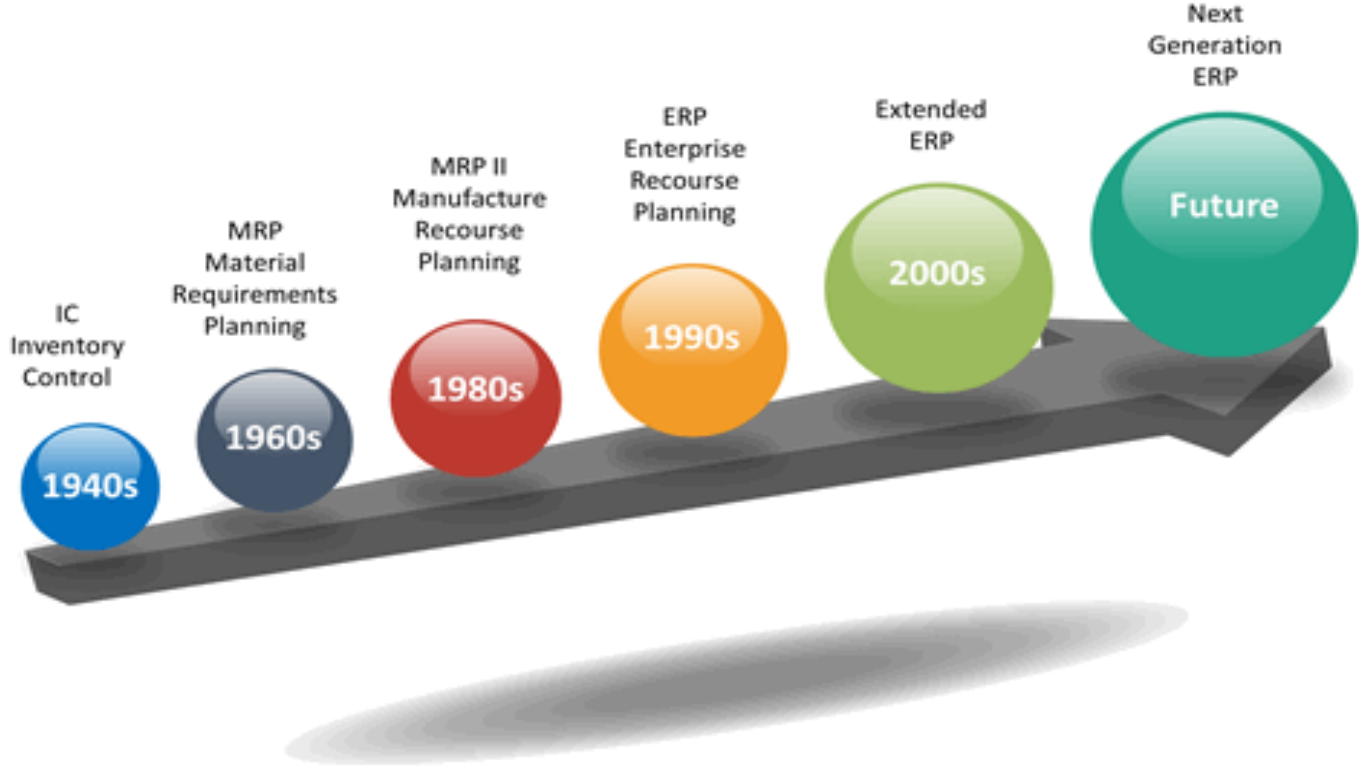 IC
Inventory
Control
1940s
MRP
Material
Requirements
Planning
1960s
MRP II
Manufacture
Recourse
Planning
1980s
ERP
Enterprise
Recourse
Planning
1990s
Extended
ERP
2000s
Next
Generation
ERP
Future